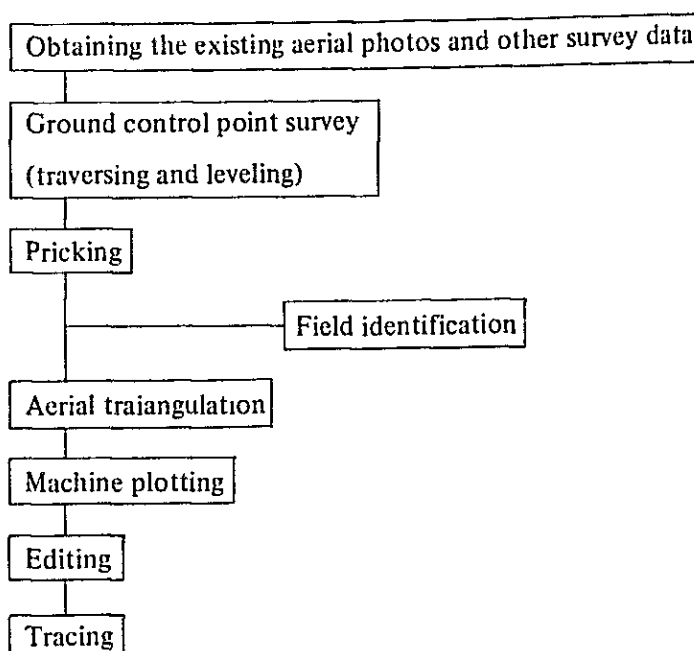 Obtaining the existing aerial photos and other survey data
Ground control point survey
(traversing and leveling)
Pricking
Field identification
Aerial traiangulation
Machine plotting
Editing
Tracing